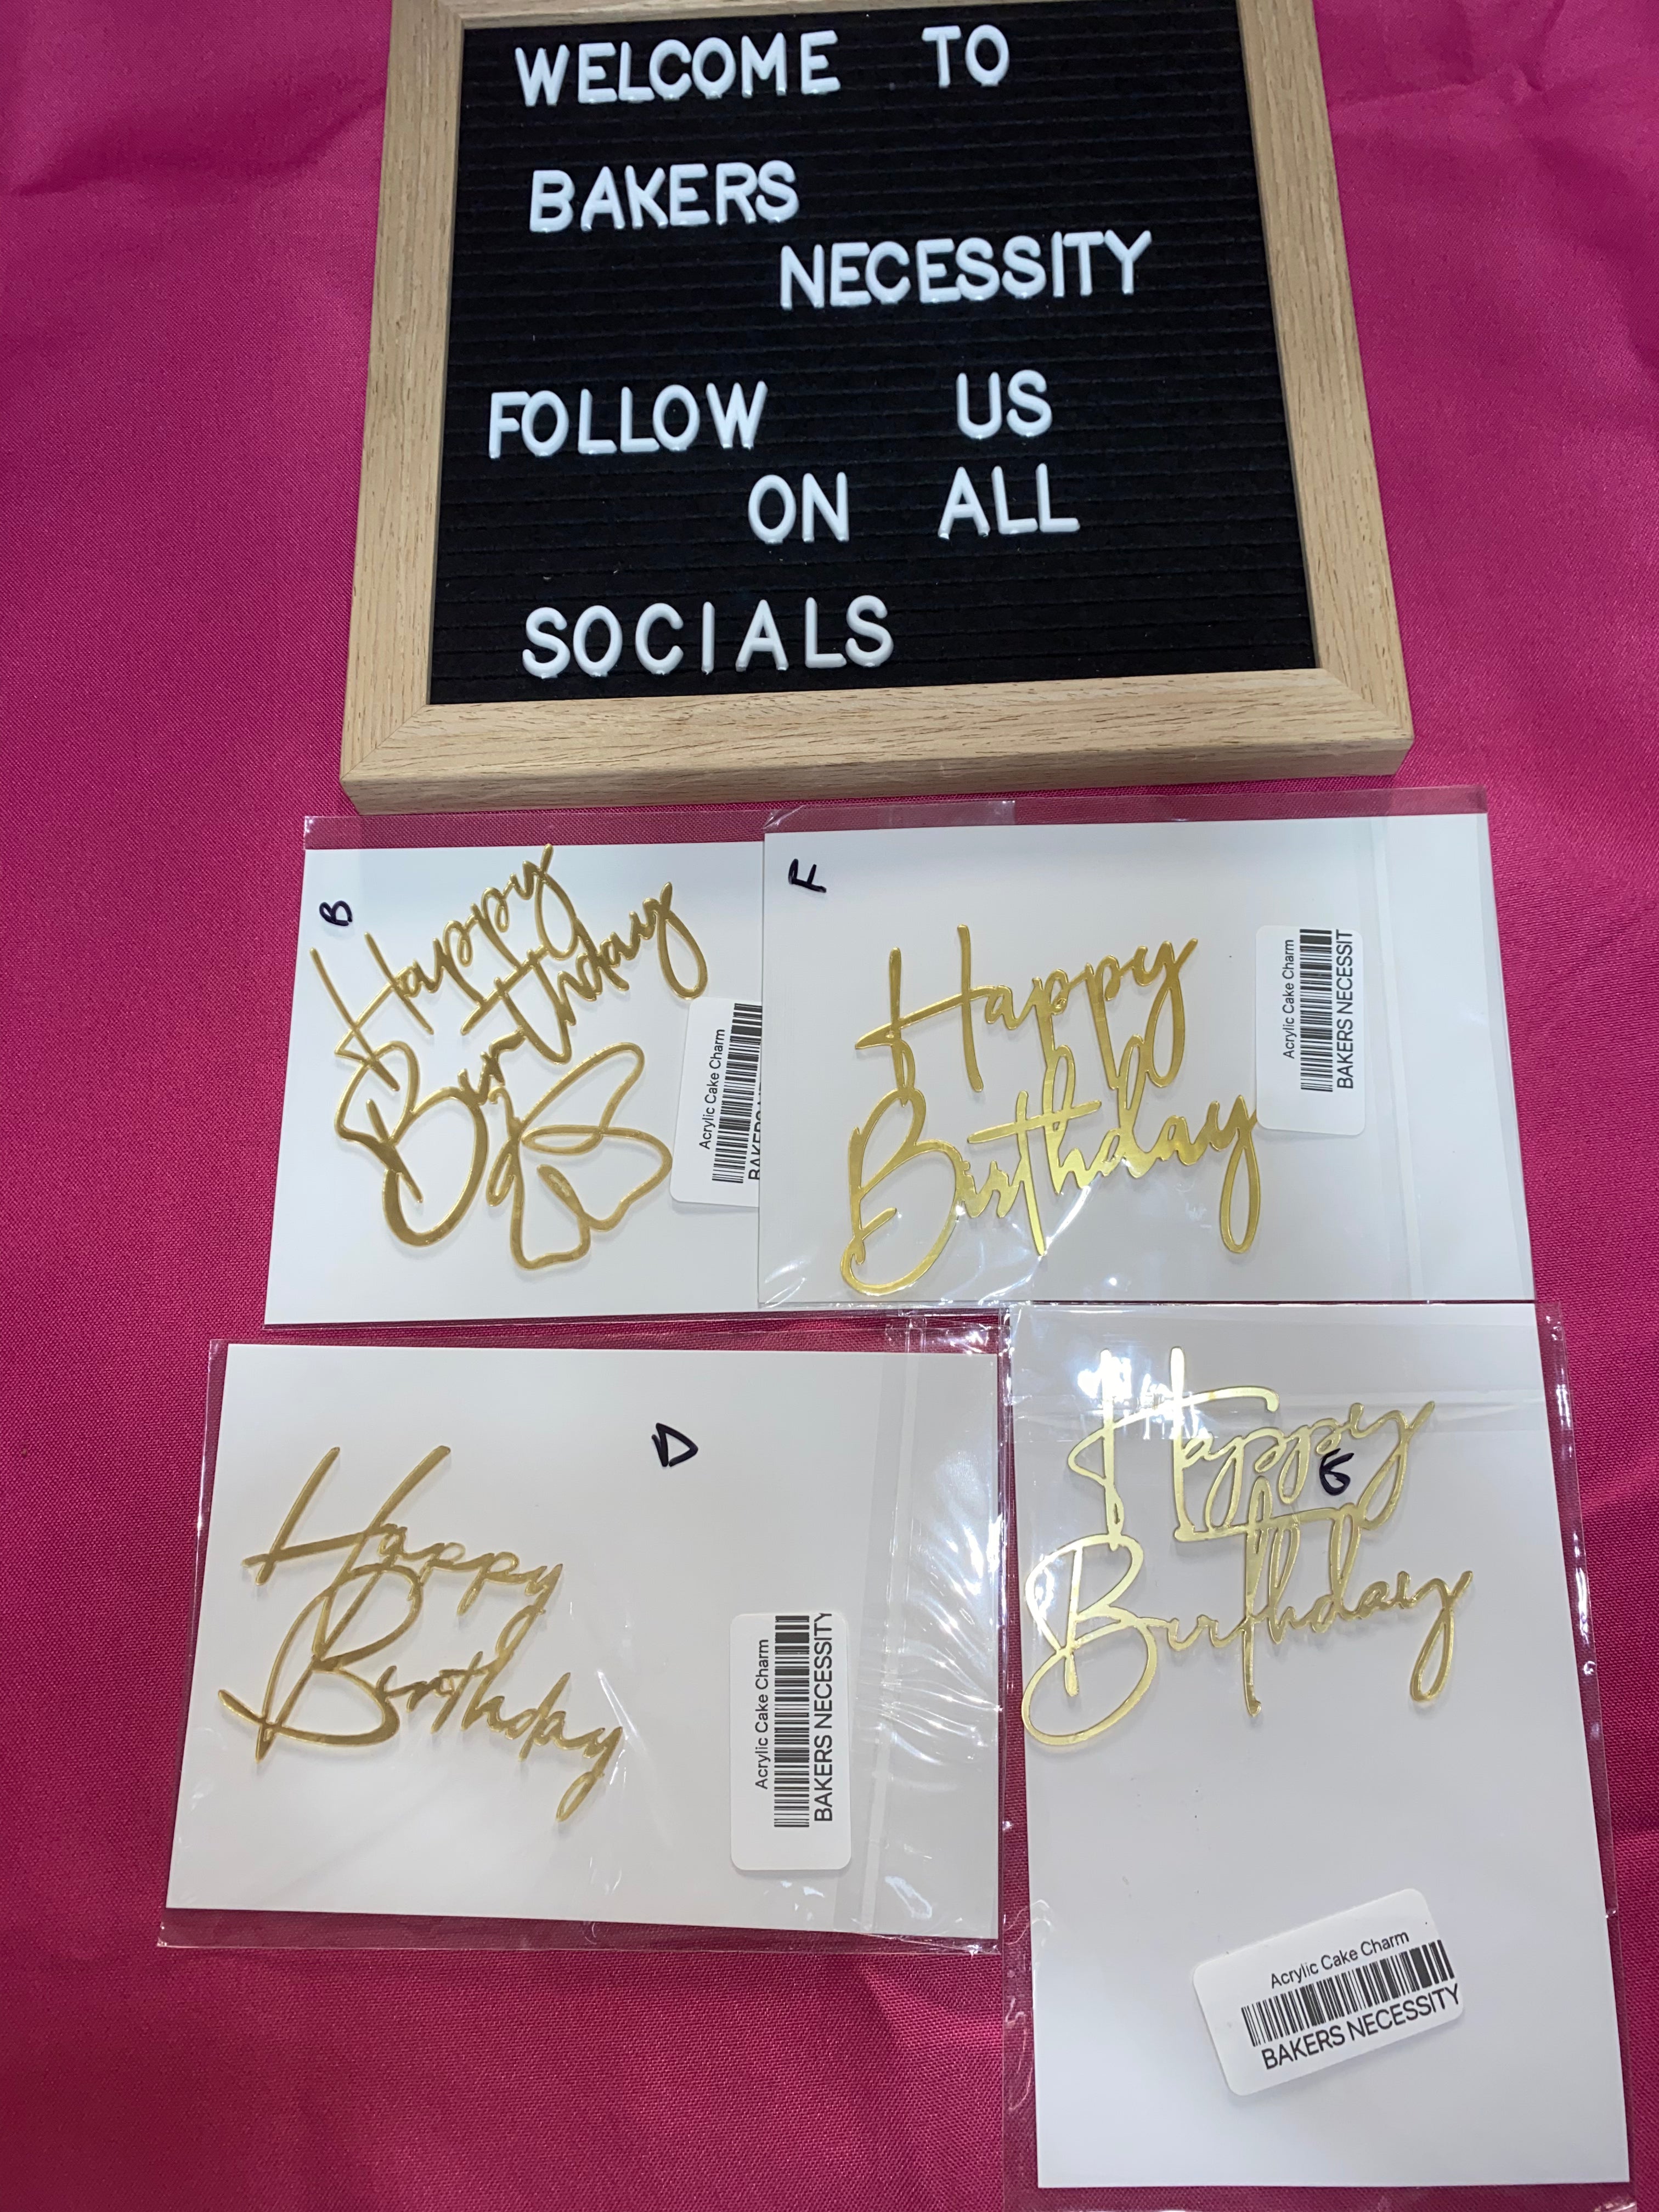 WELCOME TO
BAKERS
NECESSITY
FOLLOW US
ON ALL
SOCIALS
B
Happy
Birthday
Acrylic Cake Charm
F
Happy
Birthday
Acrylic Cake Charm
BAKERS NECESSIT
D
Happy
Birthday
Acrylic Cake Charm
BAKERS NECESSITY
Happy
Birthday
Acrylic Cake Charm
BAKERS NECESSITY